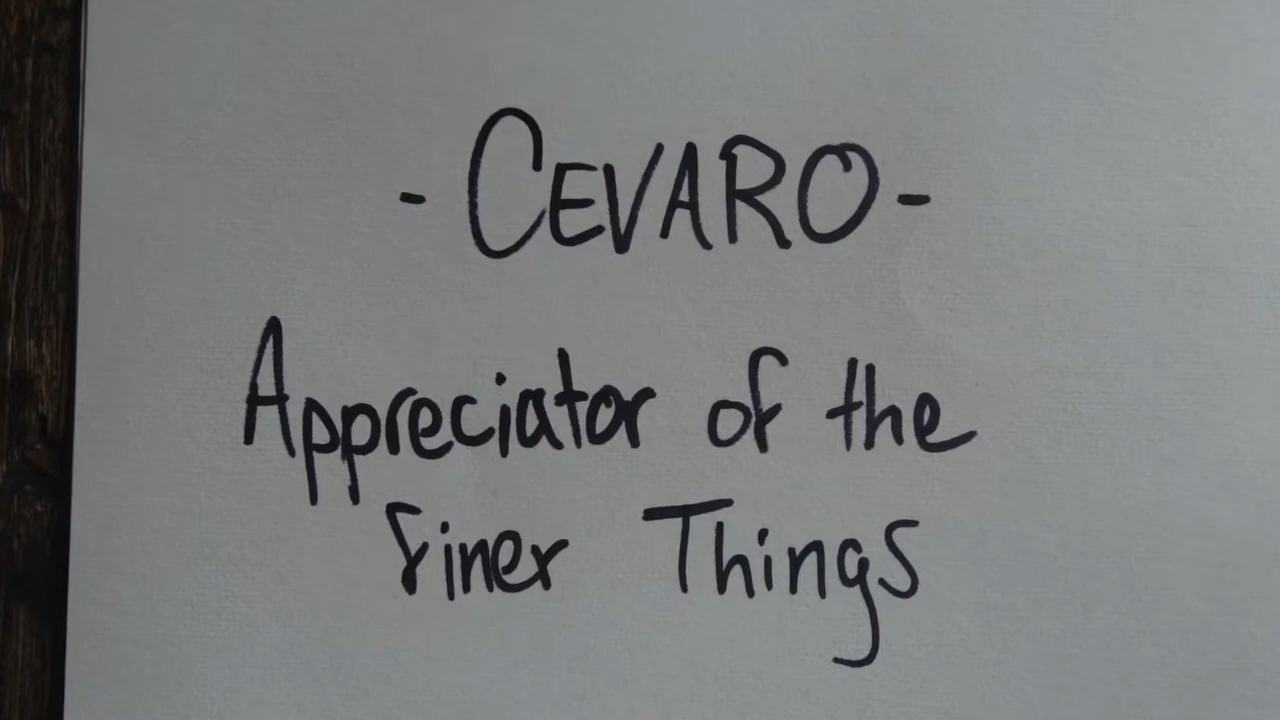 - CEVARO -
Appreciator of the
finer Things